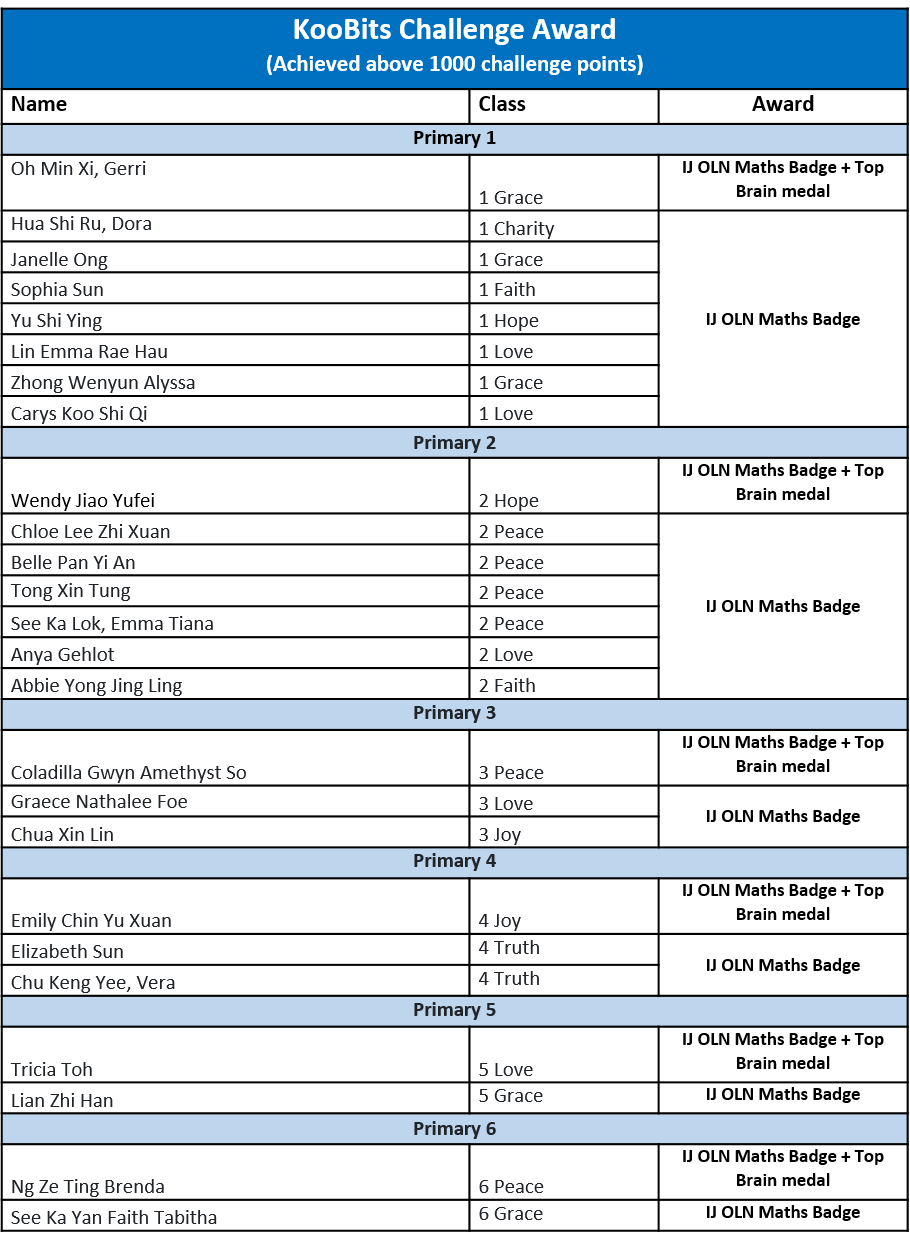 KooBits Challenge Award
(Achieved above 1000 challenge points)
Name Class Award
Primary 1
Oh Min Xi, Gerri 1 Grace IJ OLN Maths Badge + Top
Brain medal
Hua Shi Ru, Dora 1 Charity
Janelle Ong 1 Grace
Sophia Sun 1 Faith
Yu Shi Ying 1 Hope IJ OLN Maths Badge
Lin Emma Rae Hau 1 Love
Zhong Wenyun Alyssa 1 Grace
Carys Koo Shi Qi 1 Love
Primary 2
Wendy Jiao Yufei 2 Hope IJ OLN Maths Badge + Top
Brain medal
Chloe Lee Zhi Xuan 2 Peace
Belle Pan Yi An 2 Peace
Tong Xin Tung 2 Peace IJ OLN Maths Badge
See Ka Lok, Emma Tiana 2 Peace
Anya Gehlot 2 Love
Abbie Yong Jing Ling 2 Faith
Primary 3
Coladilla Gwyn Amethyst So 3 Peace IJ OLN Maths Badge + Top
Brain medal
Graece Nathalee Foe 3 Love IJ OLN Maths Badge
Chua Xin Lin 3 Joy
Primary 4
Emily Chin Yu Xuan 4 Joy IJ OLN Maths Badge + Top
Brain medal
Elizabeth Sun 4 Truth IJ OLN Maths Badge
Chu Keng Yee, Vera 4 Truth
Primary 5
Tricia Toh 5 Love IJ OLN Maths Badge + Top
Brain medal
Lian Zhi Han 5 Grace IJ OLN Maths Badge
Primary 6
Ng Ze Ting Brenda 6 Peace IJ OLN Maths Badge + Top
Brain medal
See Ka Yan Faith Tabitha 6 Grace IJ OLN Maths Badge